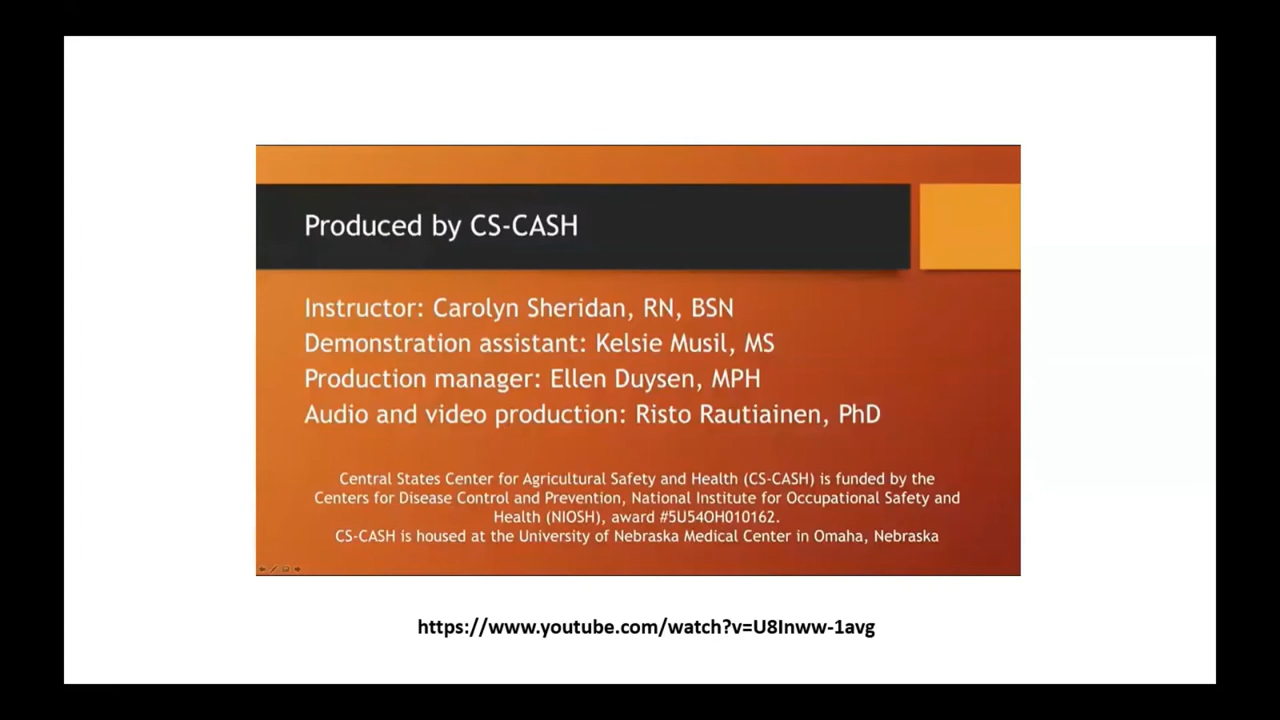 Produced by CS-CASH
Instructor: Carolyn Sheridan, RN, BSN
Demonstration assistant: Kelsie Musil, MS
Production manager: Ellen Duysen, MPH
Audio and video production: Risto Rautiainen, PhD
Central States Center for Agricultural Safety and Health (CS-CASH) is funded by the
Centers for Disease Control and Prevention, National Institute for Occupational Safety and
Health (NIOSH), award #5U54OH010162.
CS-CASH is housed at the University of Nebraska Medical Center in Omaha, Nebraska
https://www.youtube.com/watch?v=U8Inww-1avg